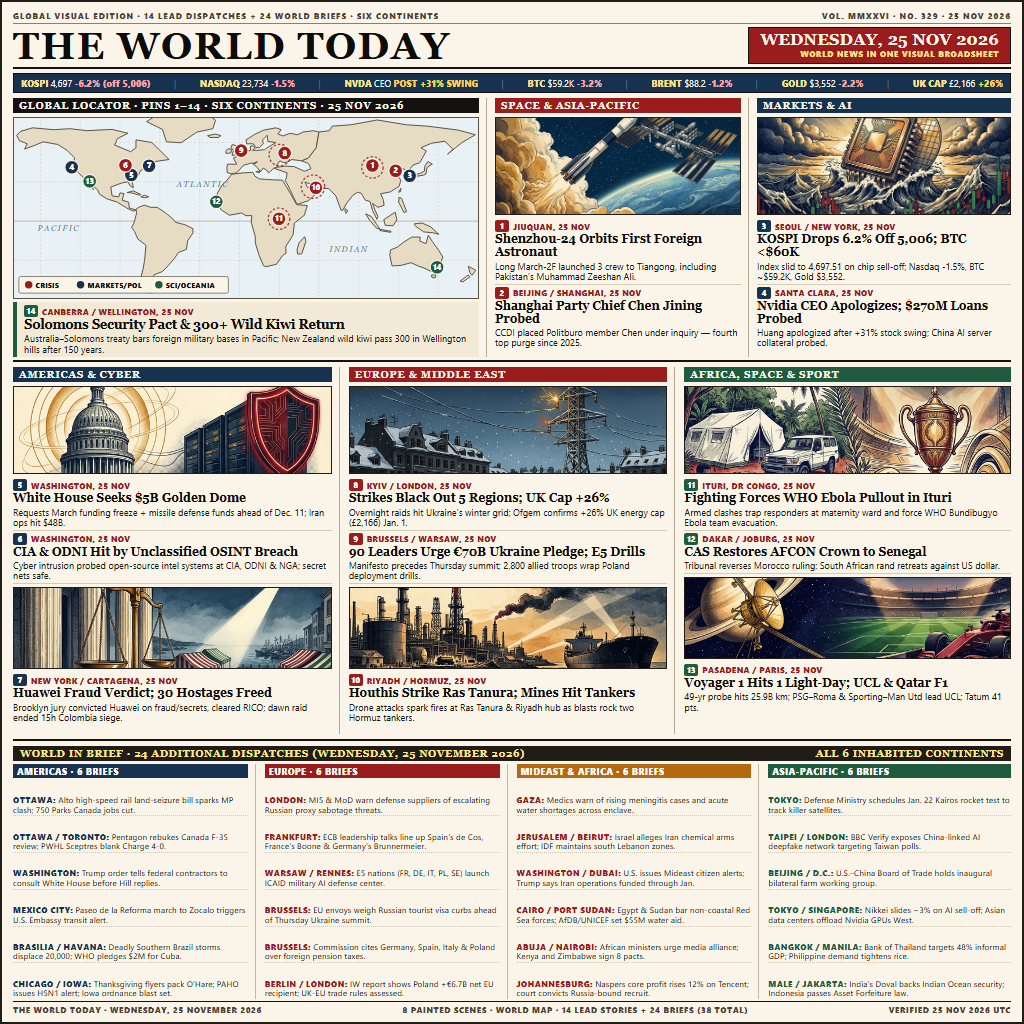 GLOBAL VISUAL EDITION · 14 LEAD DISPATCHES + 24 WORLD BRIEFS · SIX CONTINENTS
VOL. MMXXVI · NO. 329 · 25 NOV 2026
THE WORLD TODAY
WEDNESDAY, 25 NOV 2026
WORLD NEWS IN ONE VISUAL BROADSHEET
KOSPI 4,697 -6.2% (off 5,006) | NASDAQ 23,734 -1.5% | NVDA CEO POST +31% SWING | BTC $59.2K -3.2% | BRENT $88.2 -1.2% | GOLD $3,552 -2.2% | UK CAP £2,166 +26%
GLOBAL LOCATOR · PINS 1–14 · SIX CONTINENTS · 25 NOV 2026
4
13
6
5
7
9
8
10
12
11
1
2
3
14
ATLANTIC
PACIFIC
INDIAN
CRISIS
MARKETS/POL
SCI/OCEANIA
14 CANBERRA / WELLINGTON, 25 NOV
Solomons Security Pact & 300+ Wild Kiwi Return
Australia–Solomons treaty bars foreign military bases in Pacific; New Zealand wild kiwi pass 300 in Wellington
hills after 150 years.
SPACE & ASIA-PACIFIC
1 JIUQUAN, 25 NOV
Shenzhou-24 Orbits First Foreign
Astronaut
Long March-2F launched 3 crew to Tiangong, including
Pakistan's Muhammad Zeeshan Ali.
2 BEIJING / SHANGHAI, 25 NOV
Shanghai Party Chief Chen Jining
Probed
CCDI placed Politburo member Chen under inquiry — fourth
top purge since 2025.
MARKETS & AI
3 SEOUL / NEW YORK, 25 NOV
KOSPI Drops 6.2% Off 5,006; BTC
<$60K
Index slid to 4,697.51 on chip sell-off; Nasdaq -1.5%, BTC
~$59.2K, Gold $3,552.
4 SANTA CLARA, 25 NOV
Nvidia CEO Apologizes; $270M Loans
Probed
Huang apologized after +31% stock swing; China AI server
collateral probed.
AMERICAS & CYBER
5 WASHINGTON, 25 NOV
White House Seeks $5B Golden Dome
Requests March funding freeze + missile defense funds ahead of Dec. 11; Iran
ops hit $48B.
6 WASHINGTON, 25 NOV
CIA & ODNI Hit by Unclassified OSINT Breach
Cyber intrusion probed open-source intel systems at CIA, ODNI & NGA; secret
nets safe.
7 NEW YORK / CARTAGENA, 25 NOV
Huawei Fraud Verdict; 30 Hostages Freed
Brooklyn jury convicted Huawei on fraud/secrets, cleared RICO; dawn raid
ended 15h Colombia siege.
EUROPE & MIDDLE EAST
8 KYIV / LONDON, 25 NOV
Strikes Black Out 5 Regions; UK Cap +26%
Overnight raids hit Ukraine's winter grid; Ofgem confirms +26% UK energy cap
(£2,166) Jan. 1.
9 BRUSSELS / WARSAW, 25 NOV
90 Leaders Urge €70B Ukraine Pledge; E5 Drills
Manifesto precedes Thursday summit; 2,800 allied troops wrap Poland
deployment drills.
10 RIYADH / HORMUZ, 25 NOV
Houthis Strike Ras Tanura; Mines Hit Tankers
Drone attacks spark fires at Ras Tanura & Riyadh hub as blasts rock two
Hormuz tankers.
AFRICA, SPACE & SPORT
11 ITURI, DR CONGO, 25 NOV
Fighting Forces WHO Ebola Pullout in Ituri
Armed clashes trap responders at maternity ward and force WHO Bundibugyo
Ebola team evacuation.
12 DAKAR / JOBURG, 25 NOV
CAS Restores AFCON Crown to Senegal
Tribunal reverses Morocco ruling; South African rand retreats against US dollar.
13 PASADENA / PARIS, 25 NOV
Voyager 1 Hits 1 Light-Day; UCL & Qatar F1
49-yr probe hits 25.9B km; PSG–Roma & Sporting–Man Utd lead UCL; Tatum 41
pts.
WORLD IN BRIEF · 24 ADDITIONAL DISPATCHES (WEDNESDAY, 25 NOVEMBER 2026)
ALL 6 INHABITED CONTINENTS
AMERICAS · 6 BRIEFS
OTTAWA: Alto high-speed rail land-seizure bill sparks MP
clash; 750 Parks Canada jobs cut.
OTTAWA / TORONTO: Pentagon rebukes Canada F-35
review; PWHL Sceptres blank Charge 4-0.
WASHINGTON: Trump order tells federal contractors to
consult White House before Hill replies.
MEXICO CITY: Paseo de la Reforma march to Zocalo triggers
U.S. Embassy transit alert.
BRASILIA / HAVANA: Deadly Southern Brazil storms
displace 20,000; WHO pledges $2M for Cuba.
CHICAGO / IOWA: Thanksgiving flyers pack O'Hare; PAHO
issues H5N1 alert; Iowa ordnance blast set.
EUROPE · 6 BRIEFS
LONDON: MI5 & MoD warn defense suppliers of escalating
Russian proxy sabotage threats.
FRANKFURT: ECB leadership talks line up Spain's de Cos,
France's Boone & Germany's Brunnermeier.
WARSAW / RENNES: E5 nations (FR, DE, IT, PL, SE) launch
ICAID military AI defense center.
BRUSSELS: EU envoys weigh Russian tourist visa curbs ahead
of Thursday Ukraine summit.
BRUSSELS: Commission cites Germany, Spain, Italy & Poland
over foreign pension taxes.
BERLIN / LONDON: IW report shows Poland +€6.7B net EU
recipient; UK-EU trade rules assessed.
MIDEAST & AFRICA · 6 BRIEFS
GAZA: Medics warn of rising meningitis cases and acute
water shortages across enclave.
JERUSALEM / BEIRUT: Israel alleges Iran chemical arms
effort; IDF maintains south Lebanon zones.
WASHINGTON / DUBAI: U.S. issues Mideast citizen alerts;
Trump says Iran operations funded through Jan.
CAIRO / PORT SUDAN: Egypt & Sudan bar non-coastal Red
Sea forces; AfDB/UNICEF set $55M water aid.
ABUJA / NAIROBI: African ministers urge media alliance;
Kenya and Zimbabwe sign 8 pacts.
JOHANNESBURG: Naspers core profit rises 12% on Tencent;
court convicts Russia-bound recruit.
ASIA-PACIFIC · 6 BRIEFS
TOKYO: Defense Ministry schedules Jan. 22 Kairos rocket test to
track killer satellites.
TAIPEI / LONDON: BBC Verify exposes China-linked AI
deepfake network targeting Taiwan polls.
BEIJING / D.C.: U.S.–China Board of Trade holds inaugural
bilateral farm working group.
TOKYO / SINGAPORE: Nikkei slides ~3% on AI sell-off; Asian
data centers offload Nvidia GPUs West.
BANGKOK / MANILA: Bank of Thailand targets 48% informal
GDP; Philippine demand tightens rice.
MALE / JAKARTA: India's Doval backs Indian Ocean security;
Indonesia passes Asset Forfeiture law.
THE WORLD TODAY · WEDNESDAY, 25 NOVEMBER 2026
8 PAINTED SCENES · WORLD MAP · 14 LEAD STORIES + 24 BRIEFS (38 TOTAL)
VERIFIED 25 NOV 2026 UTC